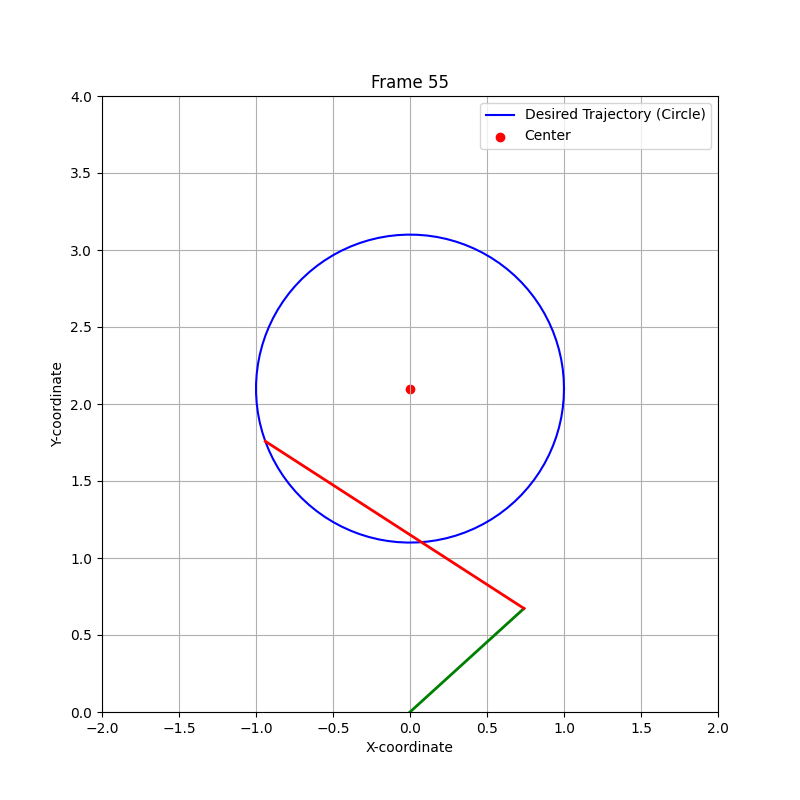 Frame 55
Desired Trajectory (Circle)
Center
4.0
3.5
3.0
2.5
2.0
1.5
1.0
0.5
0.0
Y-coordinate
−2.0 −1.5 −1.0 −0.5 0.0 0.5 1.0 1.5 2.0
X-coordinate